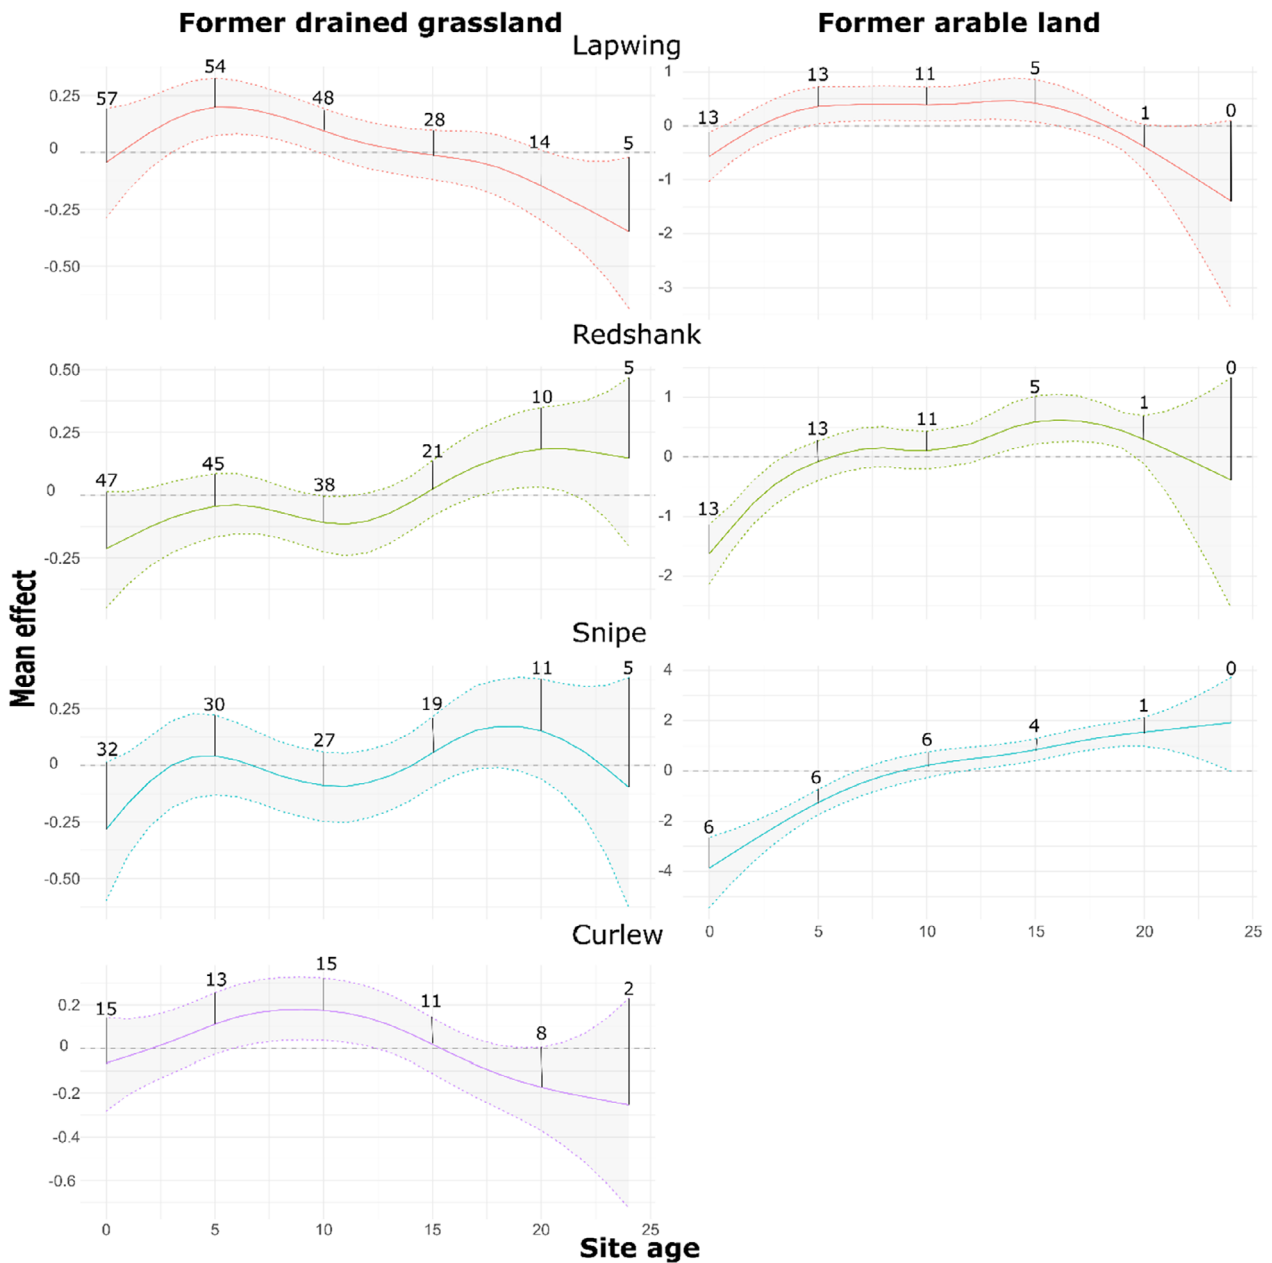 Former drained grassland Former arable land
Lapwing
57 54 48 28 14 5
0.25
0
-0.25
-0.50
13 13 11 5 1 0
1
0
-1
-2
-3
Redshank
47 45 38 21 10 5
0.50
0.25
0
-0.25
13 13 11 5 1 0
1
0
-1
-2
Mean effect
Snipe
32 30 27 19 11 5
0.25
0
-0.25
-0.50
6 6 6 4 1 0
4
2
0
-2
-4
0 5 10 15 20 25
Curlew
15 13 15 11 8 2
0.2
0
-0.2
-0.4
-0.6
0 5 10 15 20 25
Site age